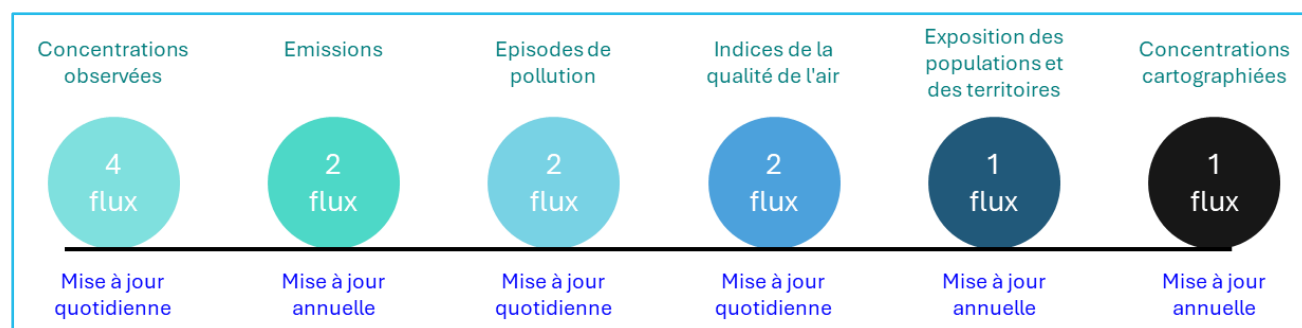 Concentrations
observées
4
flux
Mise à jour
quotidienne
Emissions
2
flux
Mise à jour
annuelle
Episodes de
pollution
2
flux
Mise à jour
quotidienne
Indices de la
qualité de l'air
2
flux
Mise à jour
quotidienne
Exposition des
populations et
des territoires
1
flux
Mise à jour
annuelle
Concentrations
cartographiées
1
flux
Mise à jour
annuelle